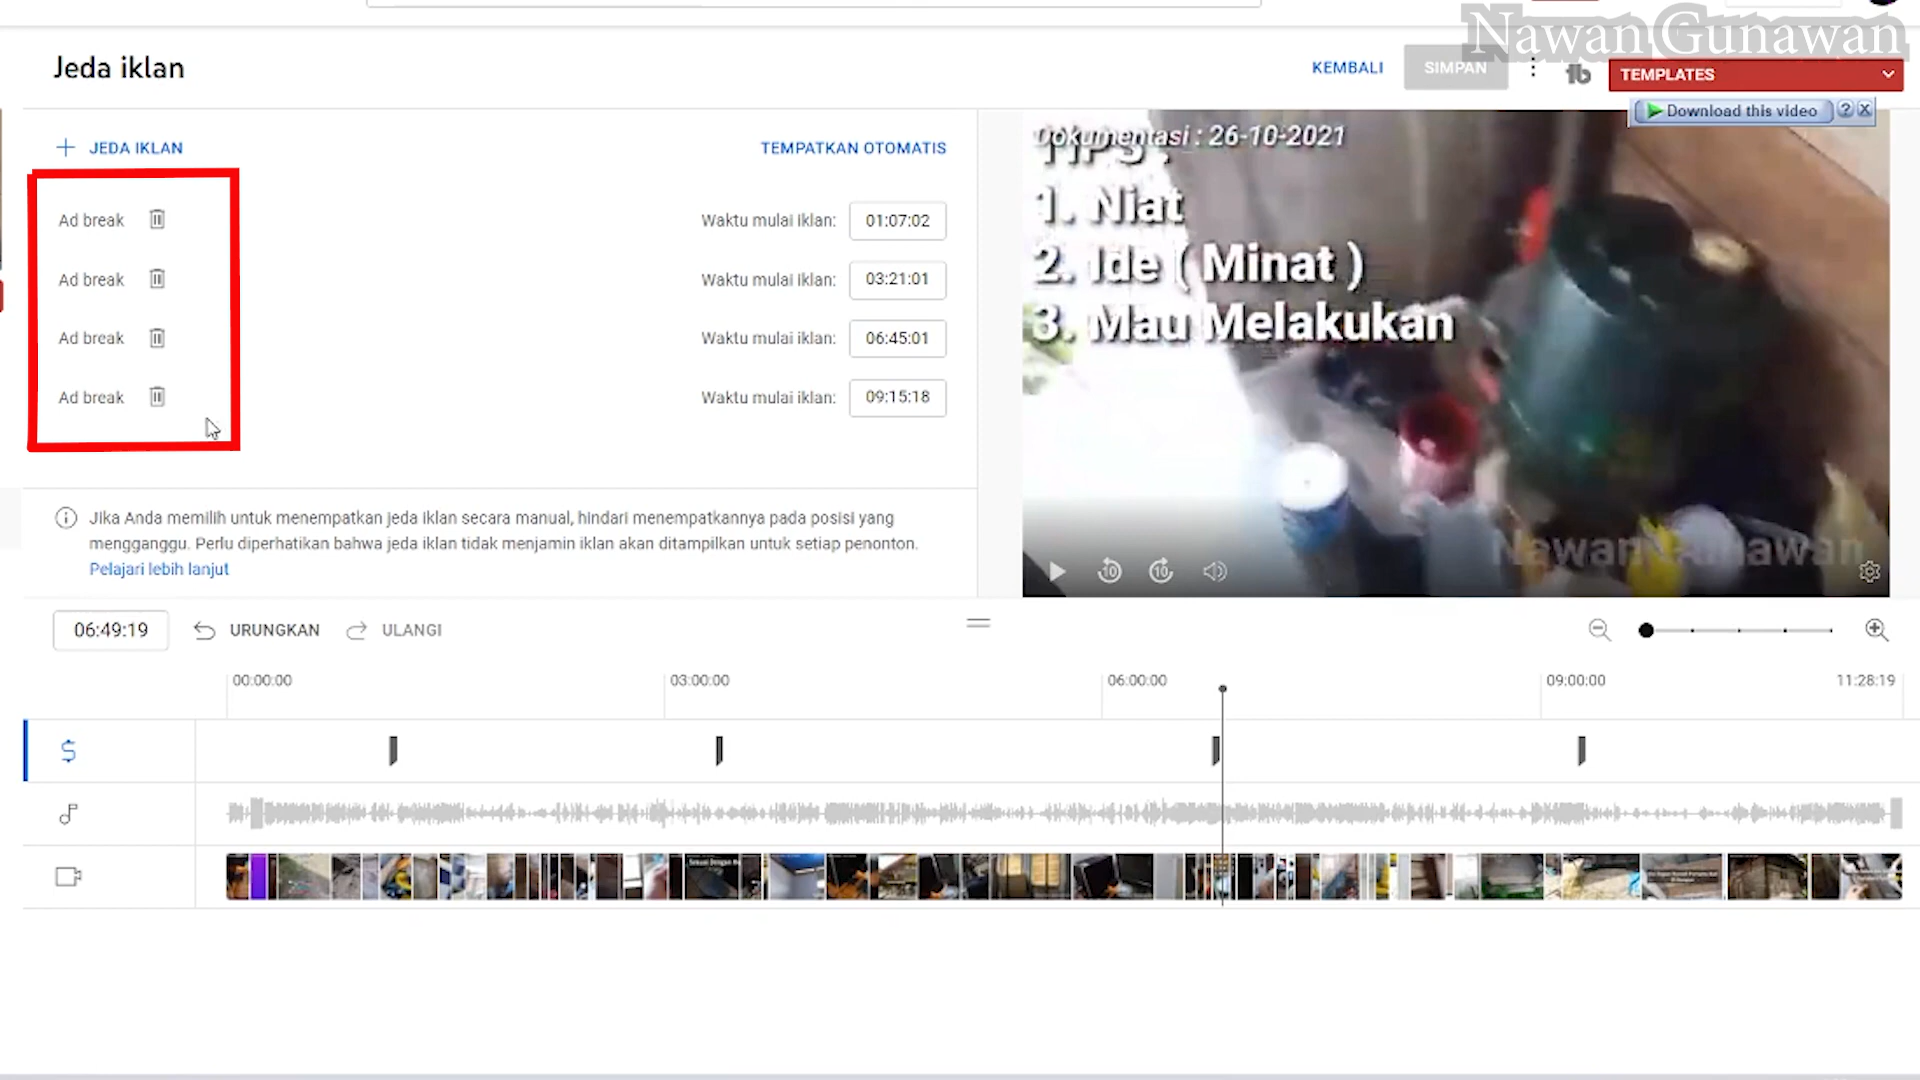 Nawan Gunawan
Jeda iklan
KEMBALI
SIMPAN
TEMPLATES
Download this video
JEDA IKLAN
TEMPATKAN OTOMATIS
Ad break
Waktu mulai iklan:
01:07:02
Ad break
Waktu mulai iklan:
03:21:01
Ad break
Waktu mulai iklan:
06:45:01
Ad break
Waktu mulai iklan:
09:15:18
Dokumentasi : 26-10-2021
TIPS :
1. Niat
2. Ide ( Minat )
3. Mau Melakukan
Nawan Gunawan
10
10
Jika Anda memilih untuk menempatkan jeda iklan secara manual, hindari menempatkannya pada posisi yang
mengganggu. Perlu diperhatikan bahwa jeda iklan tidak menjamin iklan akan ditampilkan untuk setiap penonton.
Pelajari lebih lanjut
06:49:19
URUNGKAN
ULANGI
00:00:00
03:00:00
06:00:00
09:00:00
11:28:19